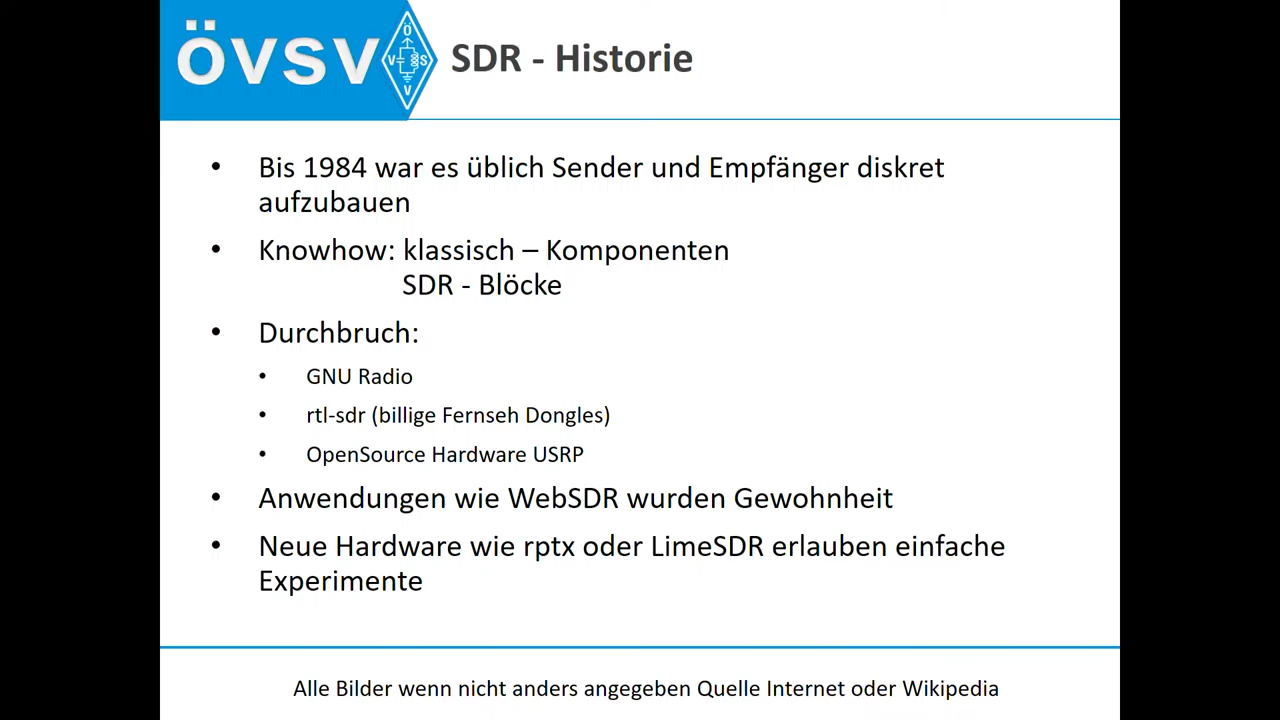 ÖVSV
Ö
V S
V
SDR - Historie
• Bis 1984 war es üblich Sender und Empfänger diskret
aufzubauen
• Knowhow: klassisch – Komponenten
SDR - Blöcke
• Durchbruch:
• GNU Radio
• rtl-sdr (billige Fernseh Dongles)
• OpenSource Hardware USRP
• Anwendungen wie WebSDR wurden Gewohnheit
• Neue Hardware wie rptx oder LimeSDR erlauben einfache
Experimente
Alle Bilder wenn nicht anders angegeben Quelle Internet oder Wikipedia